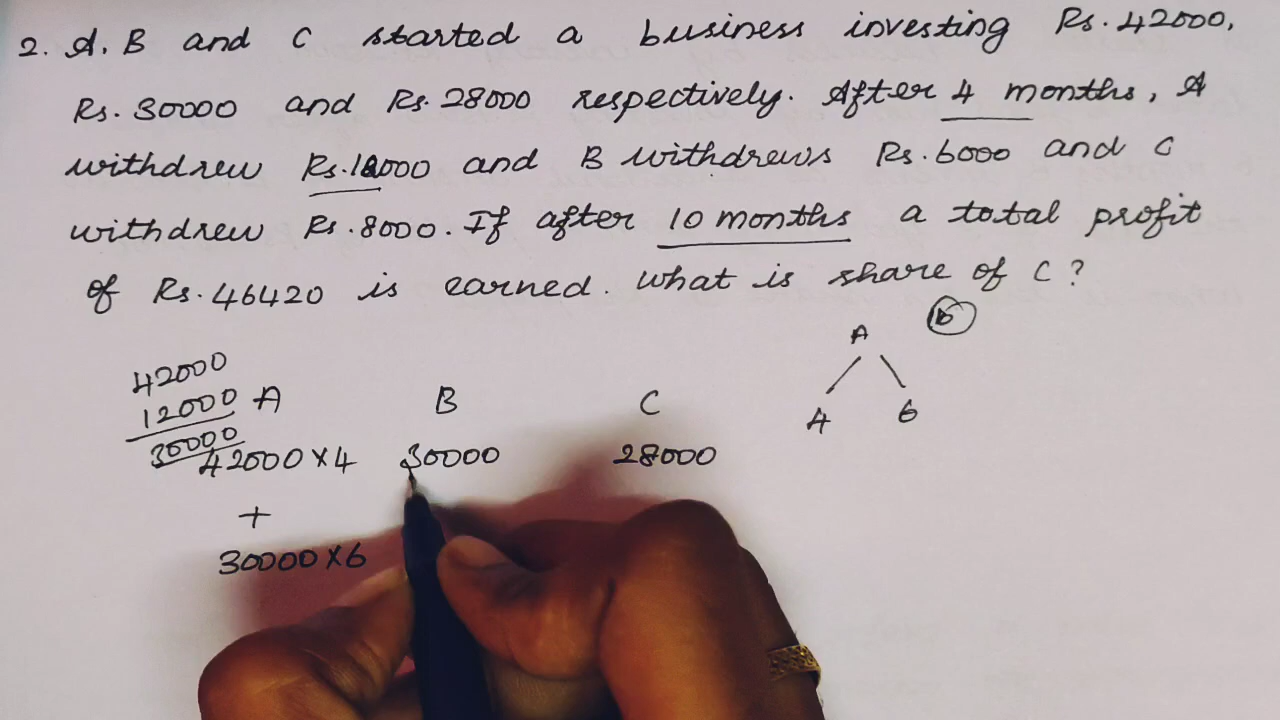 2. A, B and C started a business investing Rs. 42000,
Rs. 30000 and Rs. 28000 respectively. After 4 months, A
withdrew Rs. 12000 and B withdrews Rs. 6000 and C
withdrew Rs. 8000. If after 10 months a total profit
of Rs. 46420 is earned. what is share of C?
A
42000
12000 A B C 4 6
30000
42000 x 4 30000 28000
+
30000 x 6